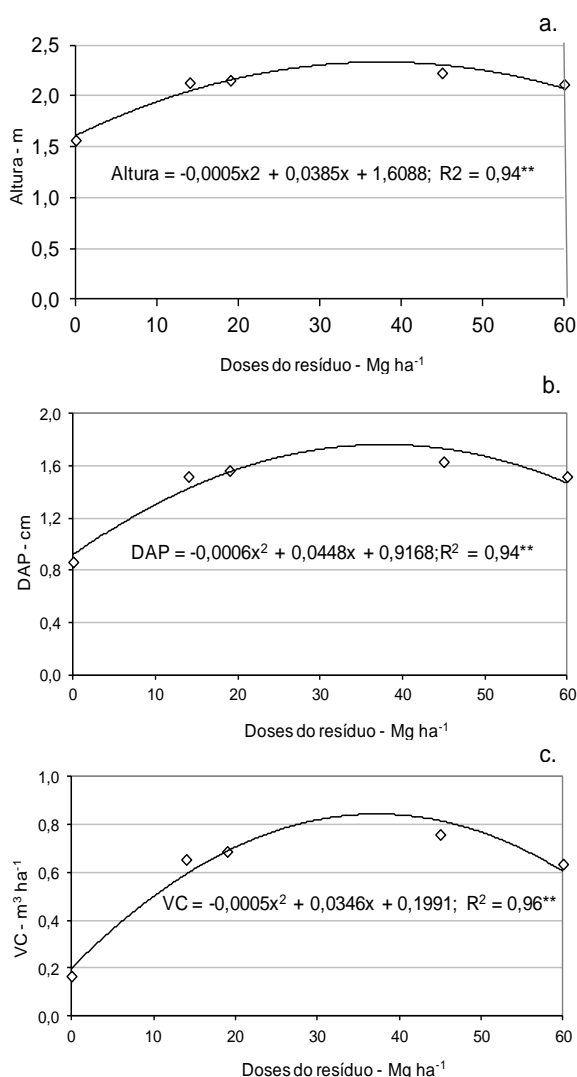 a.
2,5
2,0
1,5
1,0
0,5
0,0
Altura - m
Altura = -0,0005x2 + 0,0385x + 1,6088; R2 = 0,94**
0 10 20 30 40 50 60
Doses do resíduo - Mg ha⁻¹
b.
2,0
1,6
1,2
0,8
0,4
0,0
DAP - cm
DAP = -0,0006x² + 0,0448x + 0,9168;R² = 0,94**
0 10 20 30 40 50 60
Doses do resíduo - Mg ha⁻¹
c.
1,0
0,8
0,6
0,4
0,2
0,0
VC - m³ ha⁻¹
VC = -0,0005x² + 0,0346x + 0,1991; R² = 0,96**
0 10 20 30 40 50 60
Doses do resíduo - Mg ha⁻¹